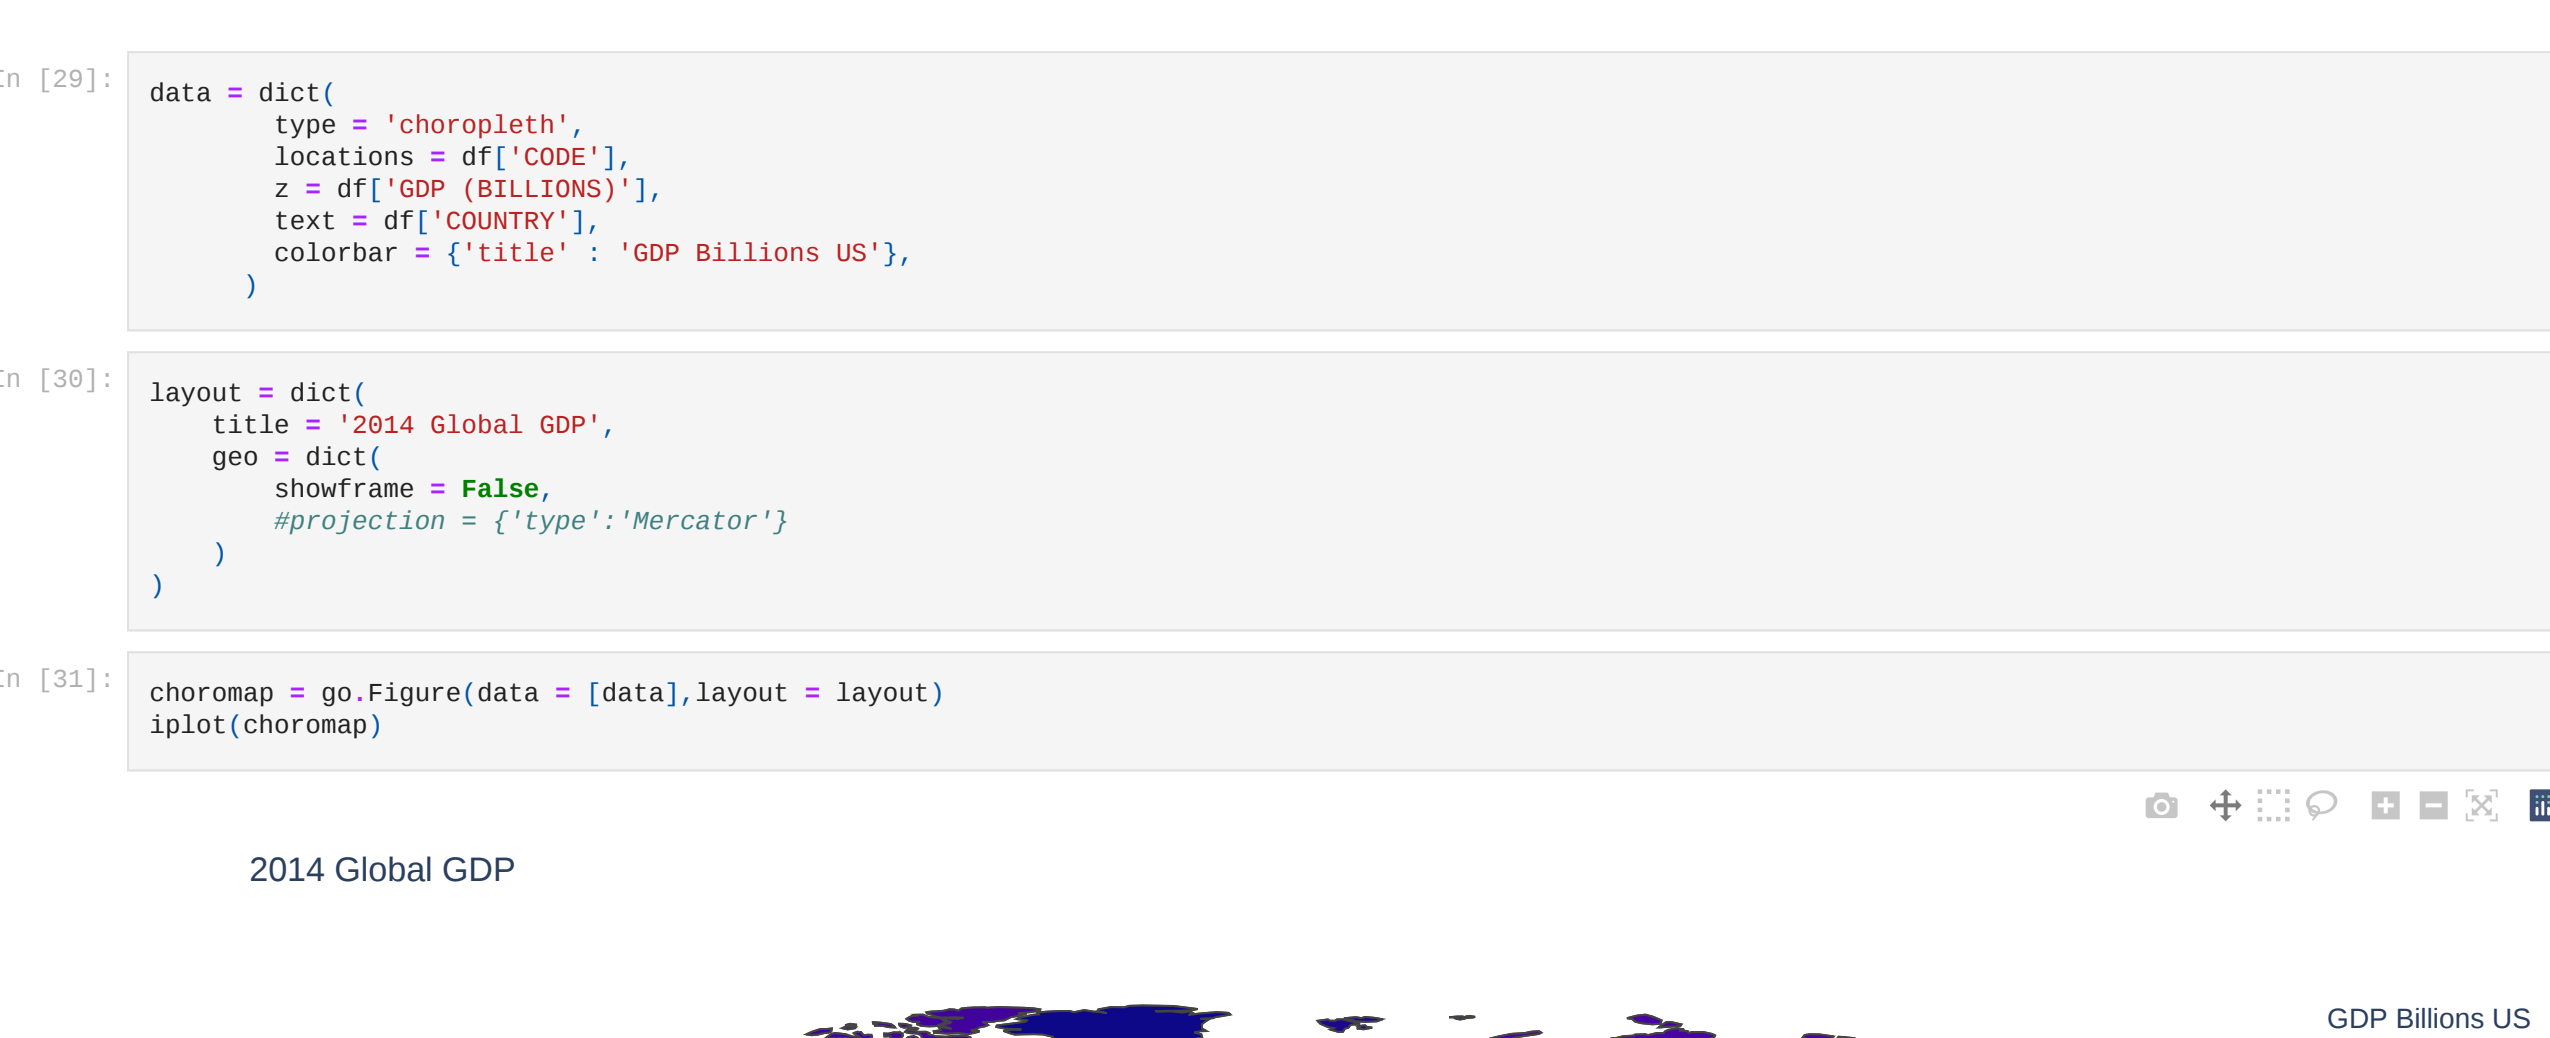 In [29]:
data = dict(
        type = 'choropleth',
        locations = df['CODE'],
        z = df['GDP (BILLIONS)'],
        text = df['COUNTRY'],
        colorbar = {'title' : 'GDP Billions US'},
      )
In [30]:
layout = dict(
    title = '2014 Global GDP',
    geo = dict(
        showframe = False,
        #projection = {'type':'Mercator'}
    )
)
In [31]:
choromap = go.Figure(data = [data],layout = layout)
iplot(choromap)
2014 Global GDP
GDP Billions US